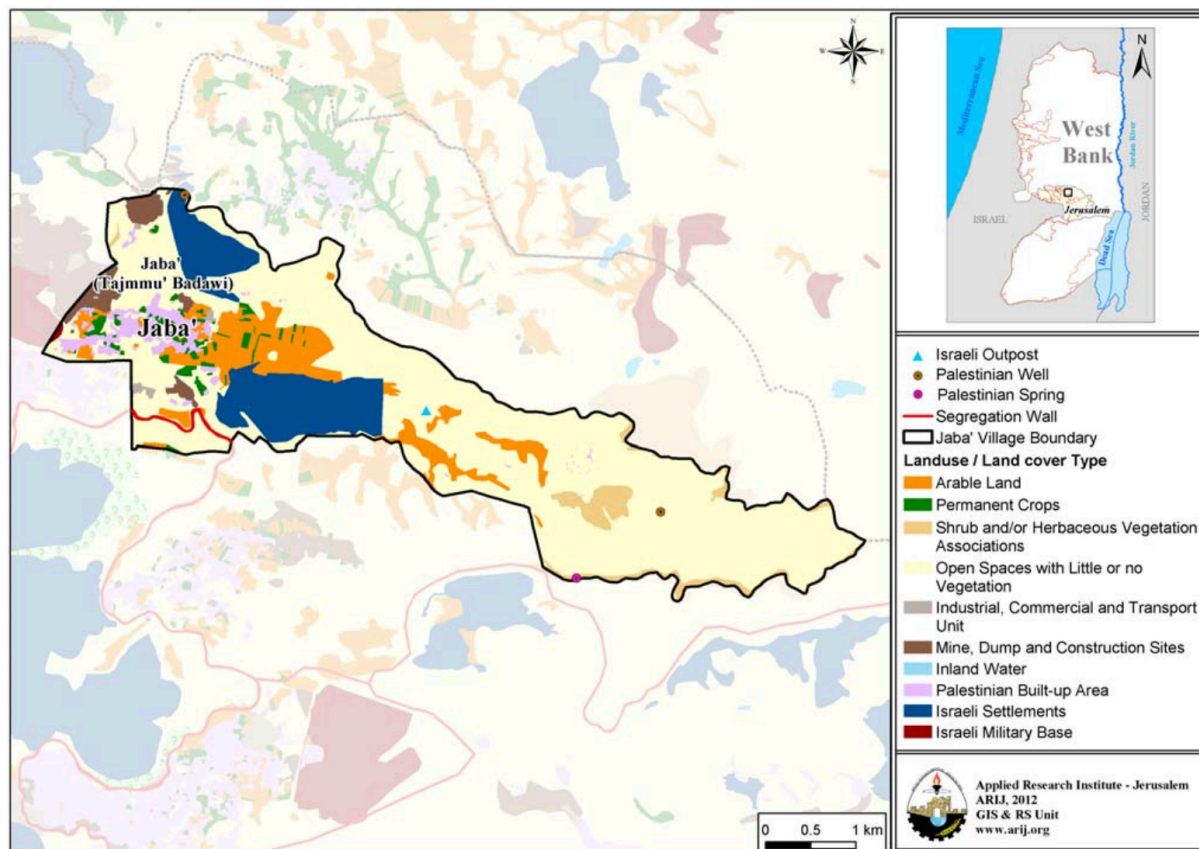 N
W
E
S
Jaba'
(Tajmmu' Badawi)
Jaba'
N
Mediterranean Sea
West
Bank
Jordan River
Jerusalem
ISRAEL
JORDAN
Dead Sea
Israeli Outpost
Palestinian Well
Palestinian Spring
Segregation Wall
Jaba' Village Boundary
Landuse / Land cover Type
Arable Land
Permanent Crops
Shrub and/or Herbaceous Vegetation
Associations
Open Spaces with Little or no
Vegetation
Industrial, Commercial and Transport
Unit
Mine, Dump and Construction Sites
Inland Water
Palestinian Built-up Area
Israeli Settlements
Israeli Military Base
Applied Research Institute - Jerusalem
ARIJ, 2012
GIS & RS Unit
www.arij.org
0 0.5 1 km